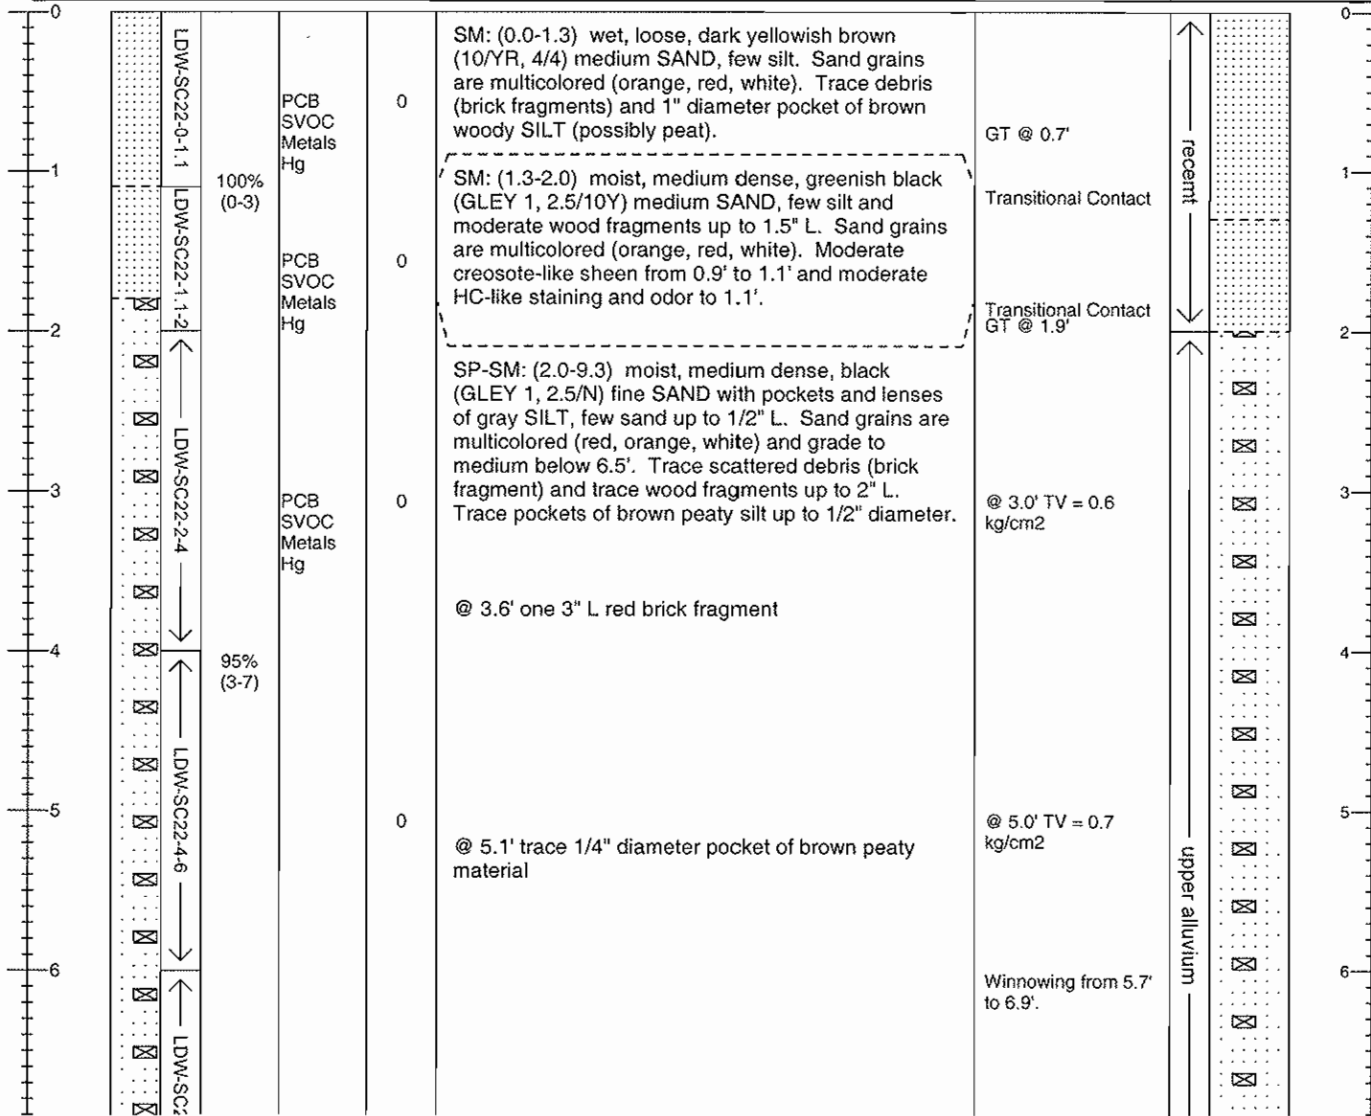 0
0
SM: (0.0-1.3) wet, loose, dark yellowish brown
(10/YR, 4/4) medium SAND, few silt. Sand grains
are multicolored (orange, red, white). Trace debris
(brick fragments) and 1" diameter pocket of brown
woody SILT (possibly peat).
LDW-SC22-0-1.1
PCB
SVOC
Metals
Hg
0
GT @ 0.7'
recemt
1
1
100%
(0-3)
SM: (1.3-2.0) moist, medium dense, greenish black
(GLEY 1, 2.5/10Y) medium SAND, few silt and
moderate wood fragments up to 1.5" L. Sand grains
are multicolored (orange, red, white). Moderate
creosote-like sheen from 0.9' to 1.1' and moderate
HC-like staining and odor to 1.1'.
Transitional Contact
LDW-SC22-1.1-2
PCB
SVOC
Metals
Hg
0
Transitional Contact
GT @ 1.9'
2
2
SP-SM: (2.0-9.3) moist, medium dense, black
(GLEY 1, 2.5/N) fine SAND with pockets and lenses
of gray SILT, few sand up to 1/2" L. Sand grains are
multicolored (red, orange, white) and grade to
medium below 6.5'. Trace scattered debris (brick
fragment) and trace wood fragments up to 2" L.
Trace pockets of brown peaty silt up to 1/2" diameter.
LDW-SC22-2-4
3
3
PCB
SVOC
Metals
Hg
0
@ 3.0' TV = 0.6
kg/cm2
@ 3.6' one 3" L red brick fragment
4
4
95%
(3-7)
LDW-SC22-4-6
5
5
0
@ 5.0' TV = 0.7
kg/cm2
@ 5.1' trace 1/4" diameter pocket of brown peaty
material
upper alluvium
6
6
Winnowing from 5.7'
to 6.9'.
LDW-SC2